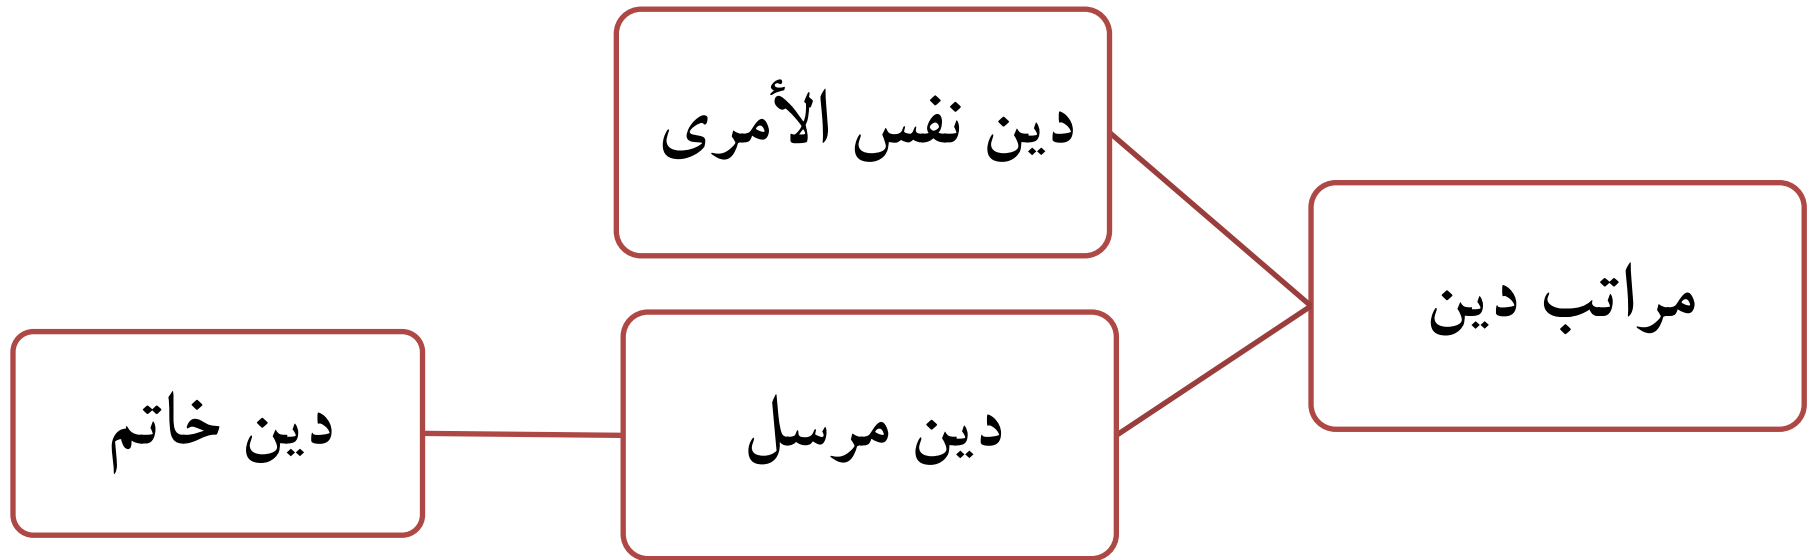 مراتب دین
دین نفس الأمری
دین مرسل
دین خاتم